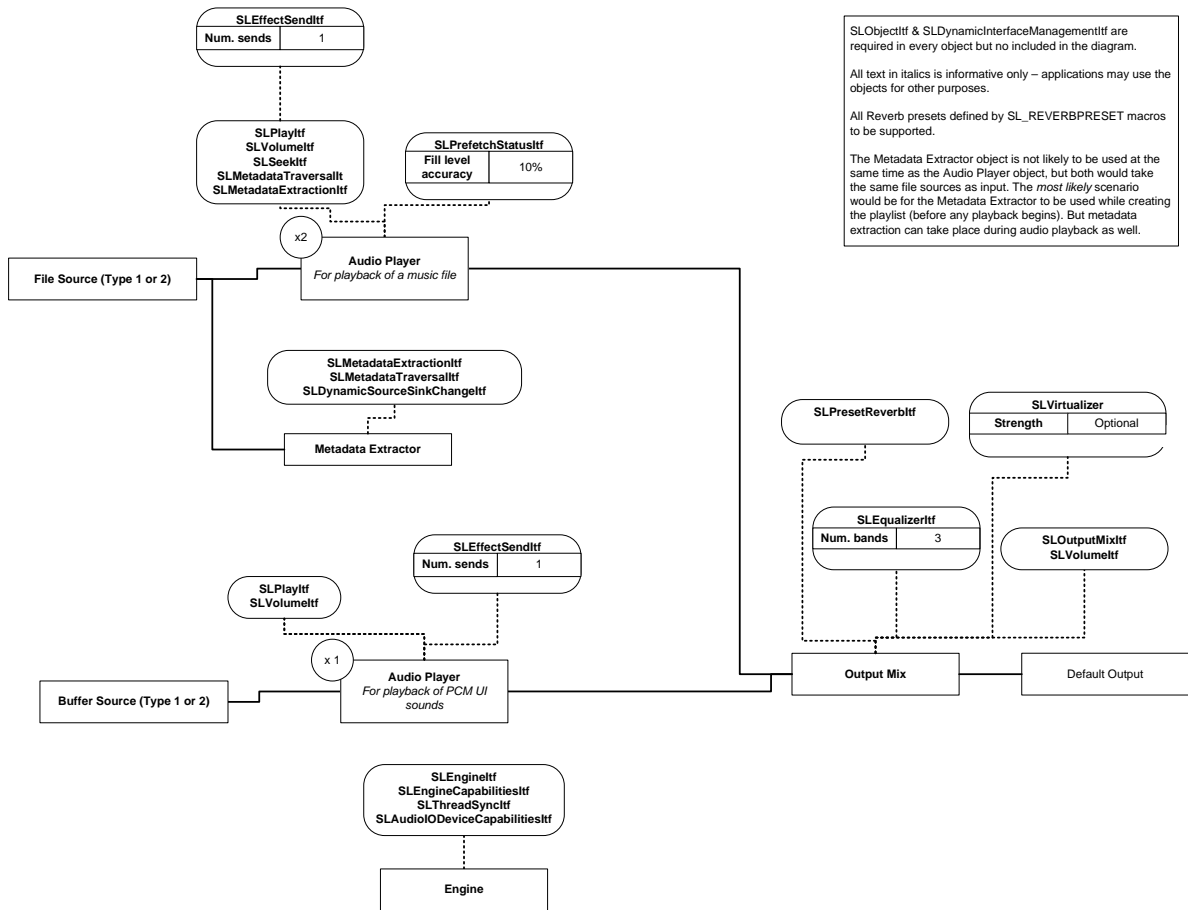 SLEffectSendItf
Num. sends 1
SLObjectItf & SLDynamicInterfaceManagementItf are
required in every object but no included in the diagram.
All text in italics is informative only – applications may use the
objects for other purposes.
All Reverb presets defined by SL_REVERBPRESET macros
to be supported.
The Metadata Extractor object is not likely to be used at the
same time as the Audio Player object, but both would take
the same file sources as input. The most likely scenario
would be for the Metadata Extractor to be used while creating
the playlist (before any playback begins). But metadata
extraction can take place during audio playback as well.
SLPlayItf
SLVolumeItf
SLSeekItf
SLMetadataTraversalIt
SLMetadataExtractionItf
SLPrefetchStatusItf
Fill level
accuracy
10%
x2
Audio Player
For playback of a music file
File Source (Type 1 or 2)
SLMetadataExtractionItf
SLMetadataTraversalItf
SLDynamicSourceSinkChangeItf
Metadata Extractor
SLPresetReverbItf
SLVirtualizer
Strength Optional
SLEqualizerItf
Num. bands 3
SLOutputMixItf
SLVolumeItf
SLEffectSendItf
Num. sends 1
SLPlayItf
SLVolumeItf
x 1
Audio Player
For playback of PCM UI
sounds
Buffer Source (Type 1 or 2)
Output Mix
Default Output
SLEngineItf
SLEngineCapabilitiesItf
SLThreadSyncItf
SLAudioIODeviceCapabilitiesItf
Engine